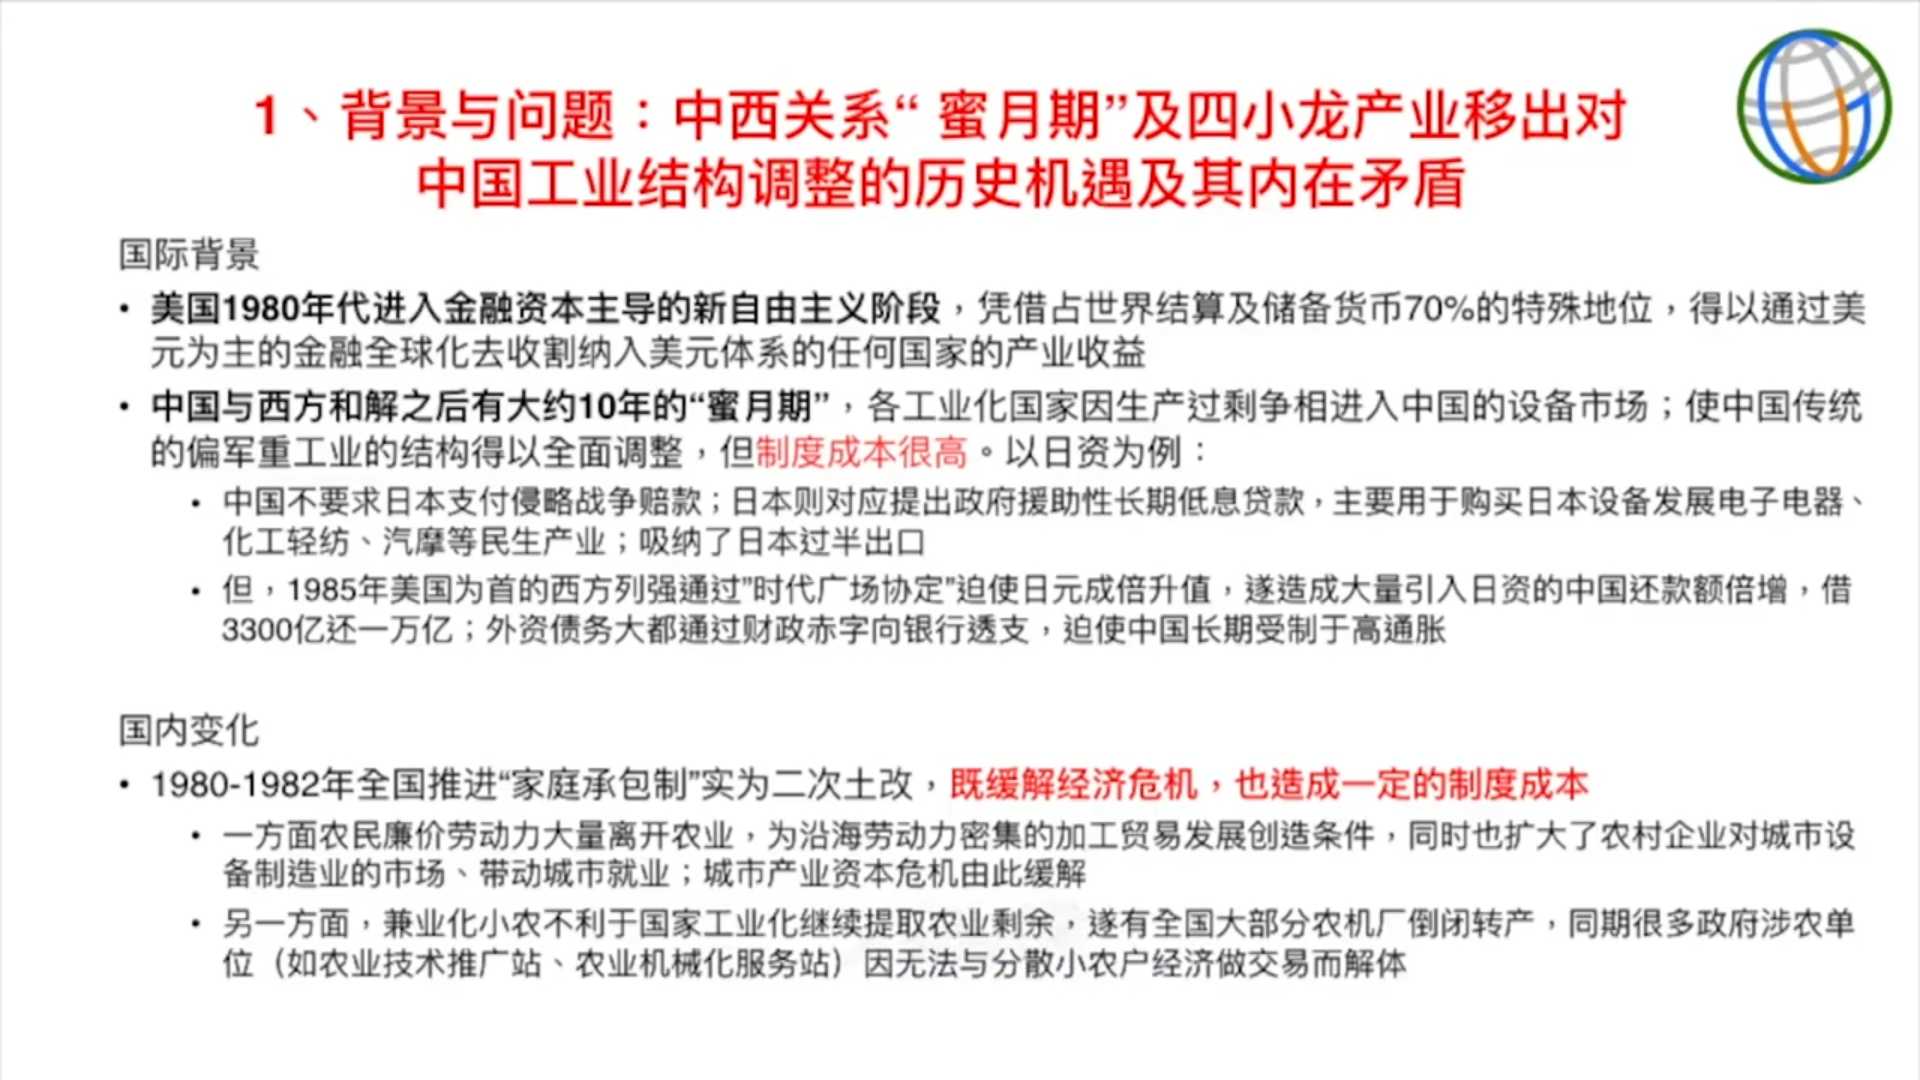 1、背景与问题：中西关系“ 蜜月期”及四小龙产业移出对
中国工业结构调整的历史机遇及其内在矛盾
国际背景
• 美国1980年代进入金融资本主导的新自由主义阶段，凭借占世界结算及储备货币70%的特殊地位，得以通过美
元为主的金融全球化去收割纳入美元体系的任何国家的产业收益
• 中国与西方和解之后有大约10年的“蜜月期”，各工业化国家因生产过剩争相进入中国的设备市场；使中国传统
的偏军重工业的结构得以全面调整，但制度成本很高。以日资为例：
• 中国不要求日本支付侵略战争赔款；日本则对应提出政府援助性长期低息贷款，主要用于购买日本设备发展电子电器、
化工轻纺、汽摩等民生产业；吸纳了日本过半出口
• 但，1985年美国为首的西方列强通过”时代广场协定”迫使日元成倍升值，遂造成大量引入日资的中国还款额倍增，借
3300亿还一万亿；外资债务大都通过财政赤字向银行透支，迫使中国长期受制于高通胀
国内变化
• 1980-1982年全国推进“家庭承包制”实为二次土改，既缓解经济危机，也造成一定的制度成本
• 一方面农民廉价劳动力大量离开农业，为沿海劳动力密集的加工贸易发展创造条件，同时也扩大了农村企业对城市设
备制造业的市场、带动城市就业；城市产业资本危机由此缓解
• 另一方面，兼业化小农不利于国家工业化继续提取农业剩余，遂有全国大部分农机厂倒闭转产，同期很多政府涉农单
位（如农业技术推广站、农业机械化服务站）因无法与分散小农户经济做交易而解体